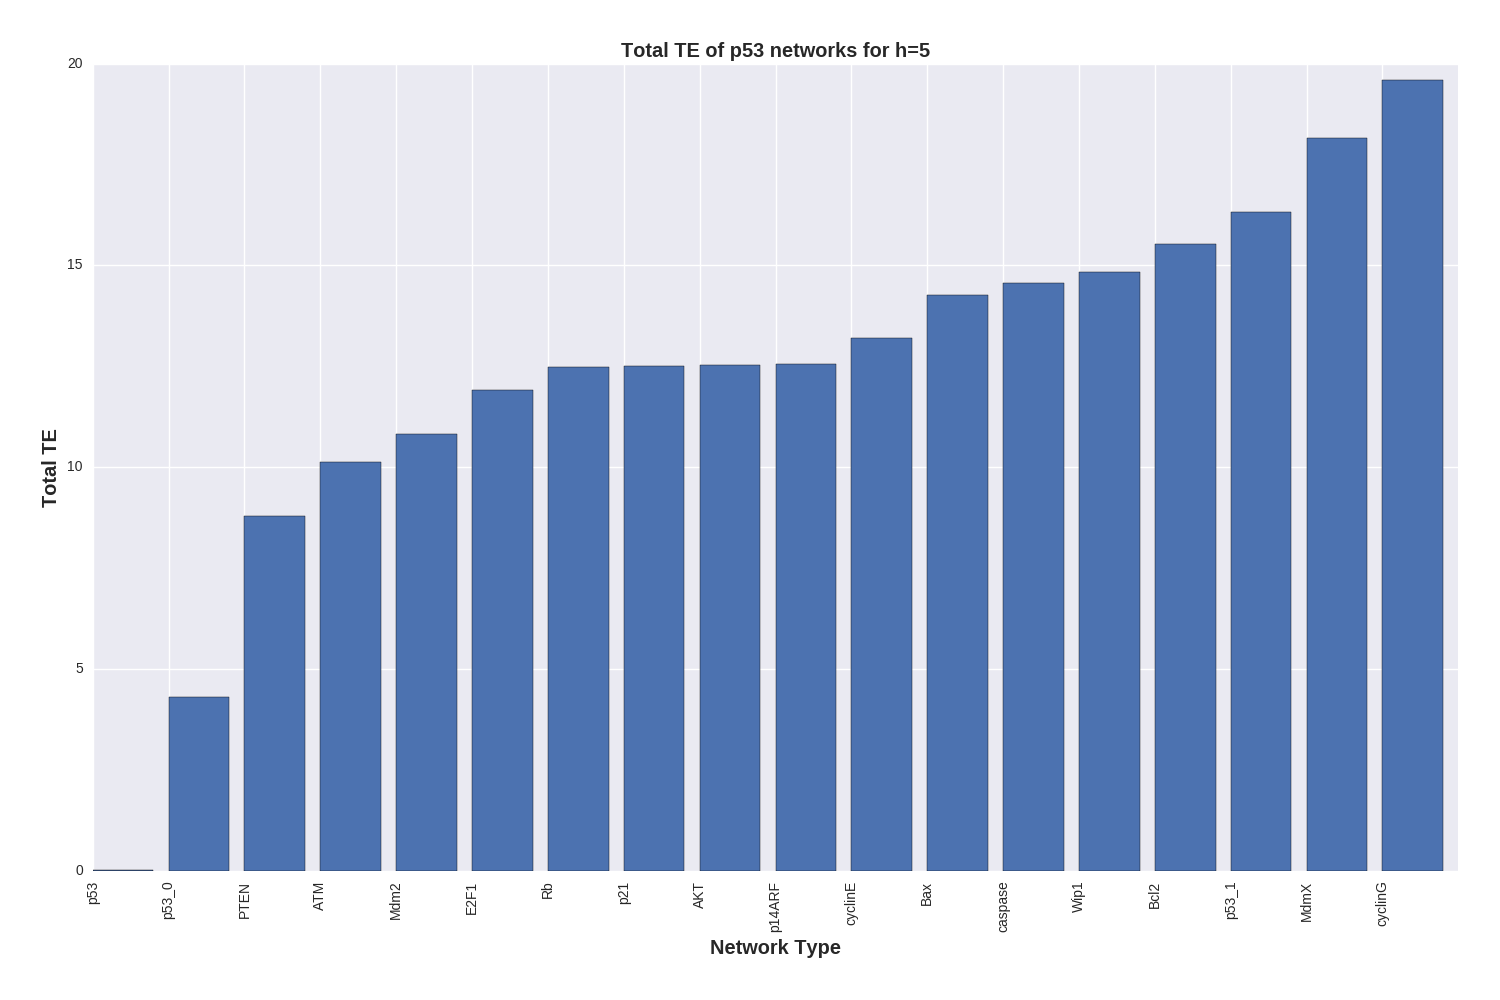 Total TE of p53 networks for h=5
20
15
10
5
0
Total TE
p53
p53_0
PTEN
ATM
Mdm2
E2F1
Rb
p21
AKT
p14ARF
cyclinE
Bax
caspase
Wip1
Bcl2
p53_1
MdmX
cyclinG
Network Type